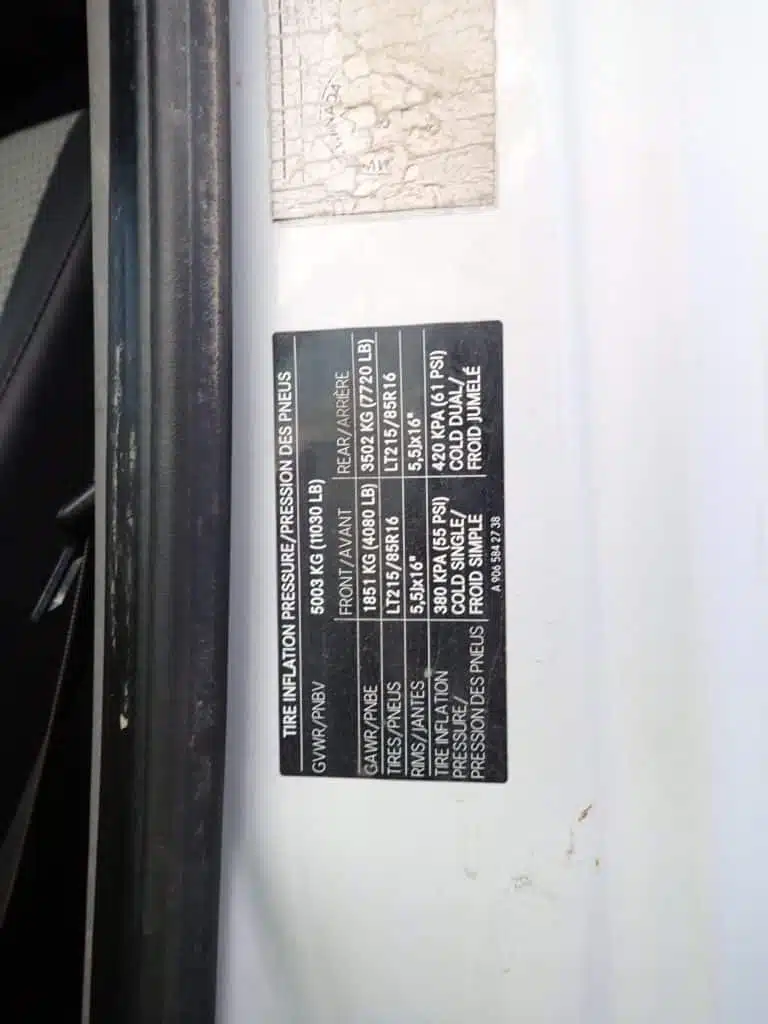 TIRE INFLATION PRESSURE/PRESSION DES PNEUS
GVWR/PNBV 5003 KG (11030 LB)
FRONT/AVANT REAR/ARRIÈRE
GAWR/PNBE 1851 KG (4080 LB) 3502 KG (7720 LB)
TIRES/PNEUS LT215/85R16 LT215/85R16
RIMS/JANTES 5,5Jx16" 5,5Jx16"
TIRE INFLATION 380 KPA (55 PSI) 420 KPA (61 PSI)
PRESSURE/ COLD SINGLE/ COLD DUAL/
PRESSION DES PNEUS FROID SIMPLE FROID JUMELÉ
A 906 584 27 38